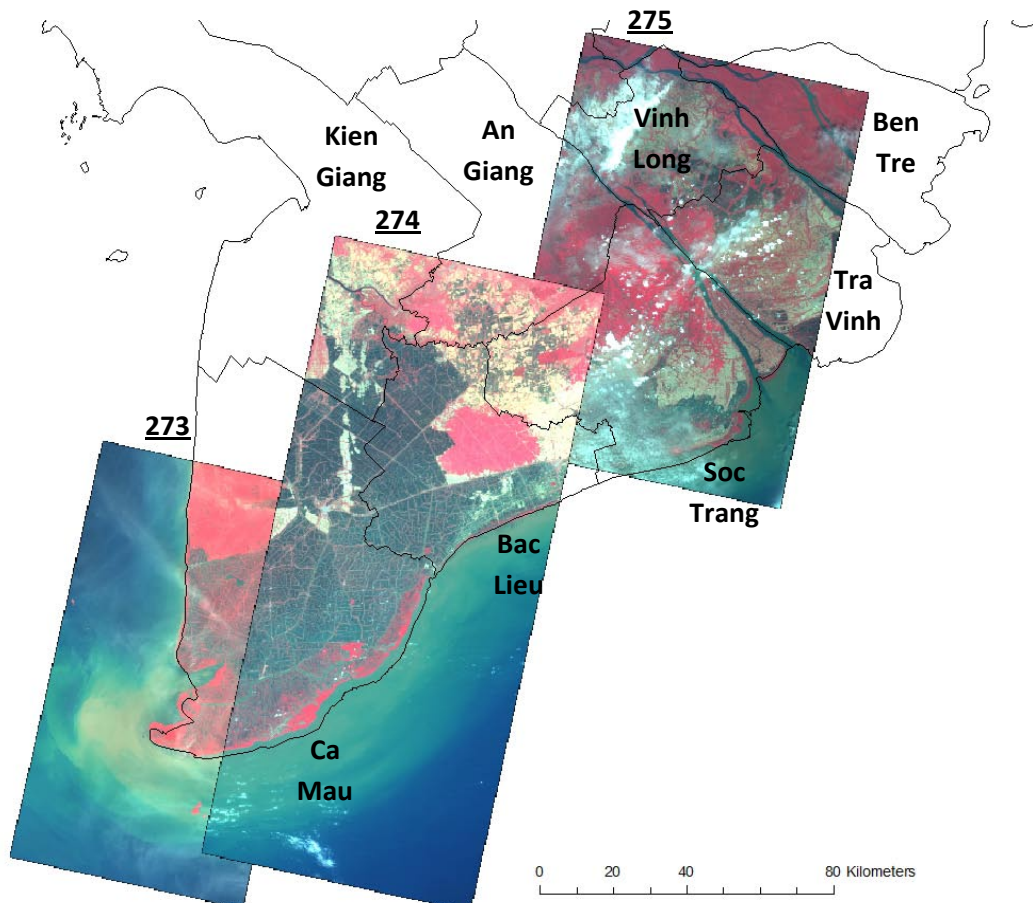 275
Kien
Giang
An
Giang
Vinh
Long
Ben
Tre
274
Tra
Vinh
273
Soc
Trang
Bac
Lieu
Ca
Mau
0 20 40 80 Kilometers